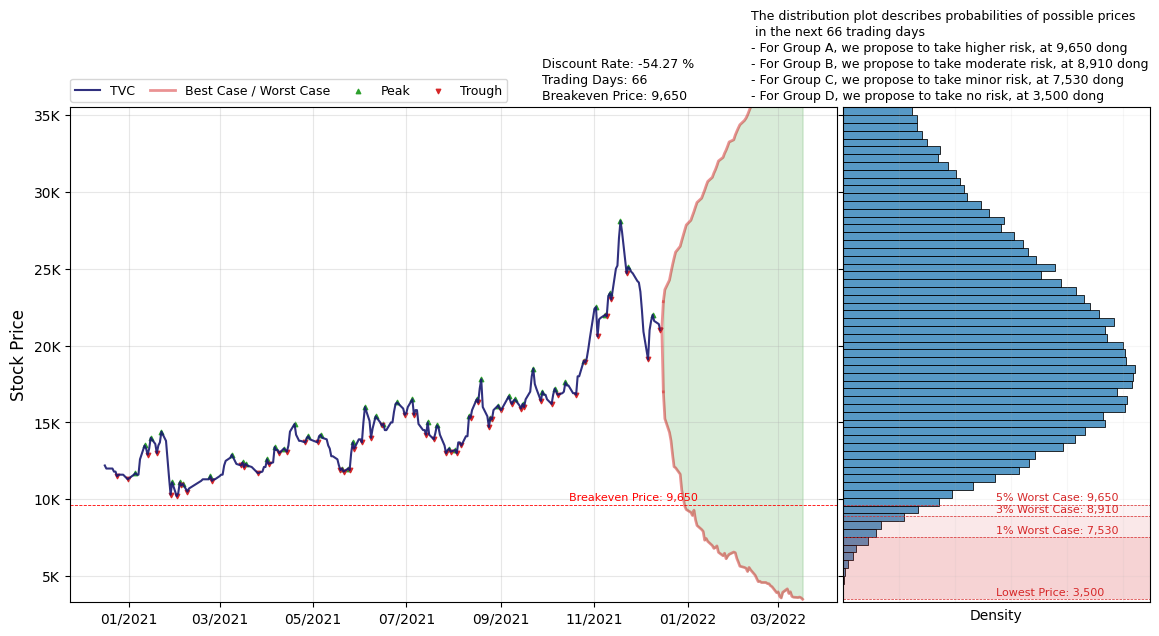 The distribution plot describes probabilities of possible prices
in the next 66 trading days
- For Group A, we propose to take higher risk, at 9,650 dong
- For Group B, we propose to take moderate risk, at 8,910 dong
- For Group C, we propose to take minor risk, at 7,530 dong
- For Group D, we propose to take no risk, at 3,500 dong
Discount Rate: -54.27 %
Trading Days: 66
Breakeven Price: 9,650
TVC
Best Case / Worst Case
Peak
Trough
Stock Price
35K
30K
25K
20K
15K
10K
5K
Breakeven Price: 9,650
01/2021
03/2021
05/2021
07/2021
09/2021
11/2021
01/2022
03/2022
5% Worst Case: 9,650
3% Worst Case: 8,910
1% Worst Case: 7,530
Lowest Price: 3,500
Density